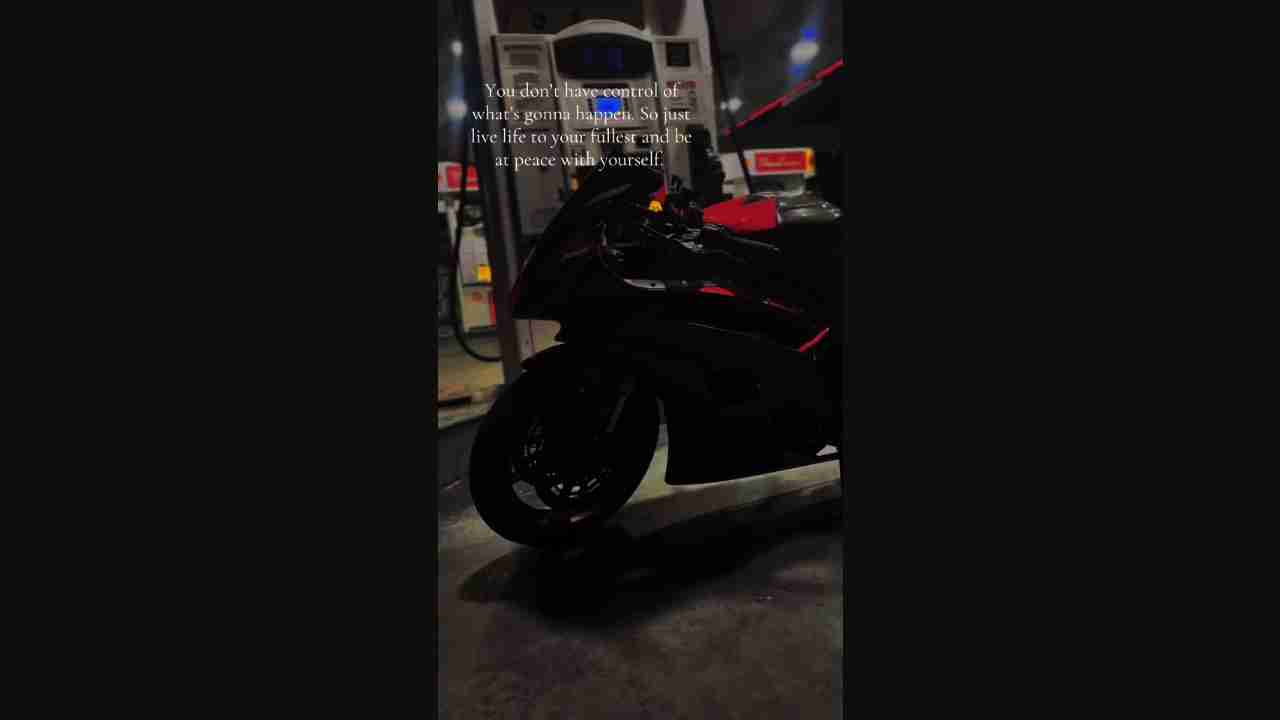 You don't have control of
what's gonna happen. So just
live life to your fullest and be
at peace with yourself.